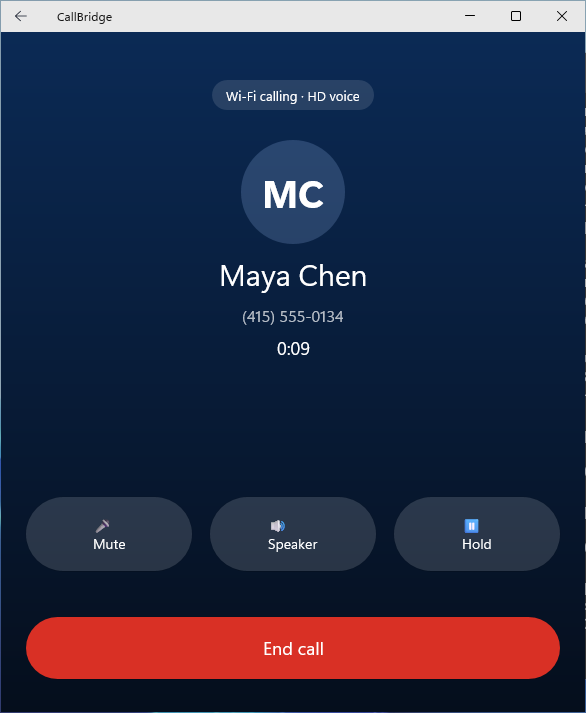 CallBridge
Wi-Fi calling · HD voice
MC
Maya Chen
(415) 555-0134
0:09
Mute
Speaker
Hold
End call